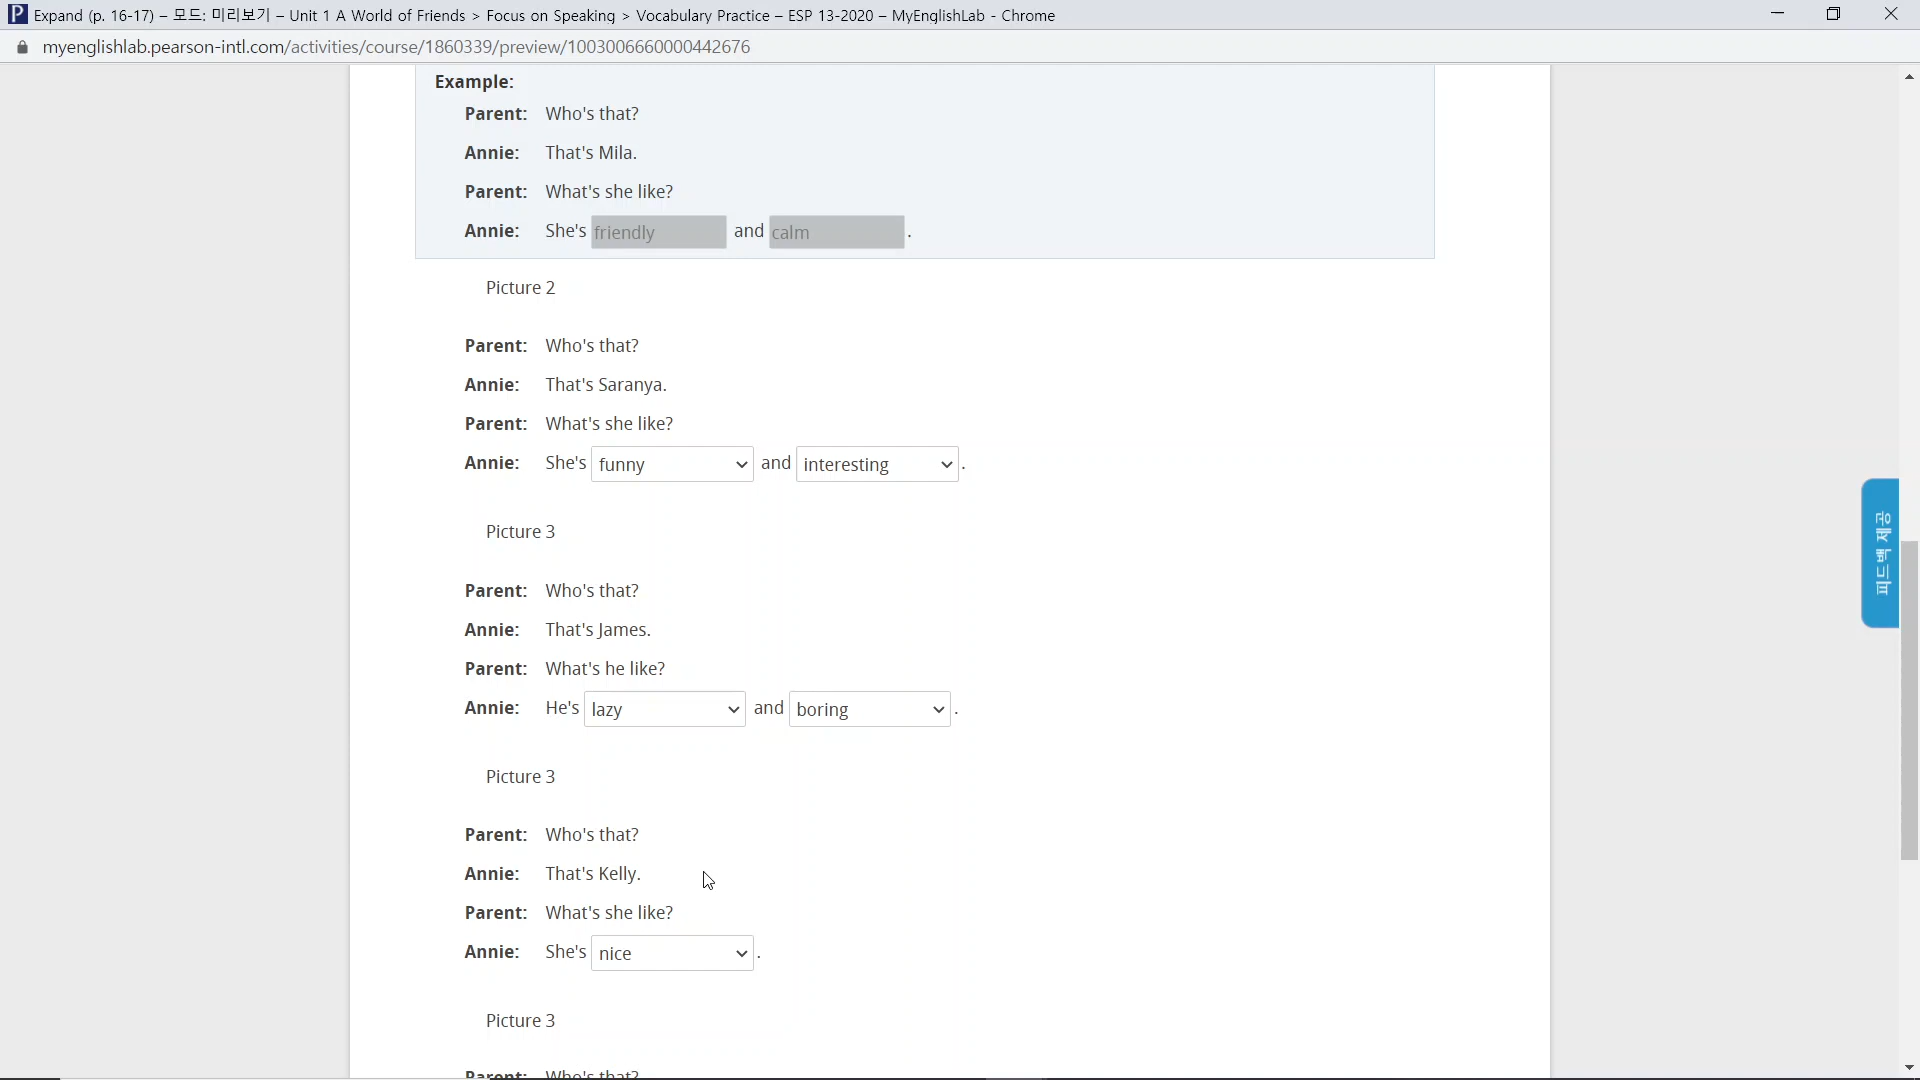 Expand (p. 16-17) – 모드: 미리보기 – Unit 1 A World of Friends > Focus on Speaking > Vocabulary Practice – ESP 13-2020 – MyEnglishLab - Chrome
myenglishlab.pearson-intl.com/activities/course/1860339/preview/1003006660000442676
Example:
Parent: Who's that?
Annie: That's Mila.
Parent: What's she like?
Annie: She's friendly and calm .
Picture 2
Parent: Who's that?
Annie: That's Saranya.
Parent: What's she like?
Annie: She's funny and interesting .
피드백 제공
Picture 3
Parent: Who's that?
Annie: That's James.
Parent: What's he like?
Annie: He's lazy and boring .
Picture 3
Parent: Who's that?
Annie: That's Kelly.
Parent: What's she like?
Annie: She's nice .
Picture 3
Parent: Who's that?